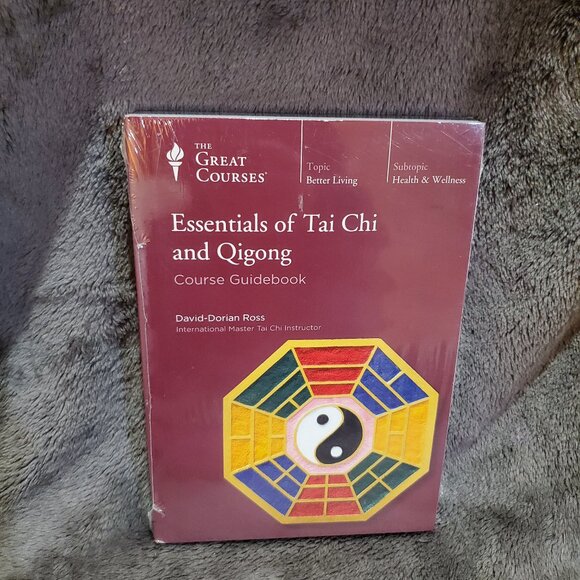 THE
GREAT
COURSES®
Topic
Better Living
Subtopic
Health & Wellness
Essentials of Tai Chi
and Qigong
Course Guidebook
David-Dorian Ross
International Master Tai Chi Instructor